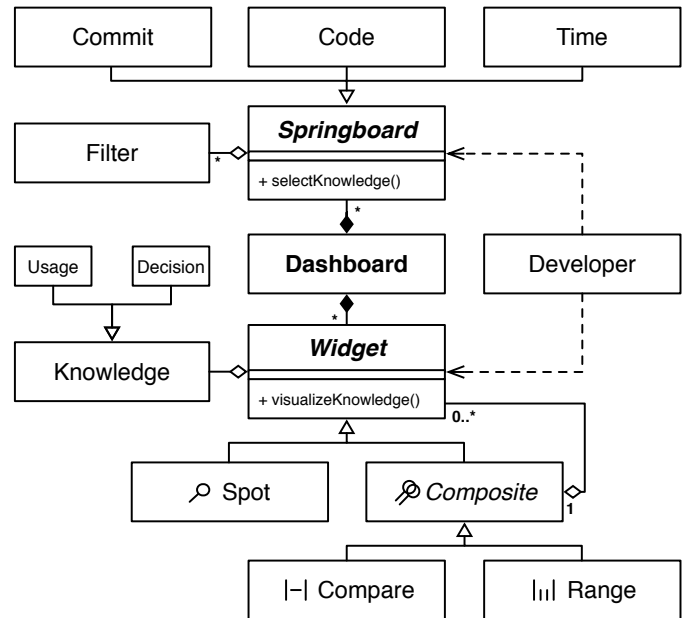 Commit
Code
Time
Springboard
Filter
*
+ selectKnowledge()
*
Usage
Decision
Dashboard
Developer
*
Widget
Knowledge
+ visualizeKnowledge()
0..*
Spot
Composite
1
Compare
Range